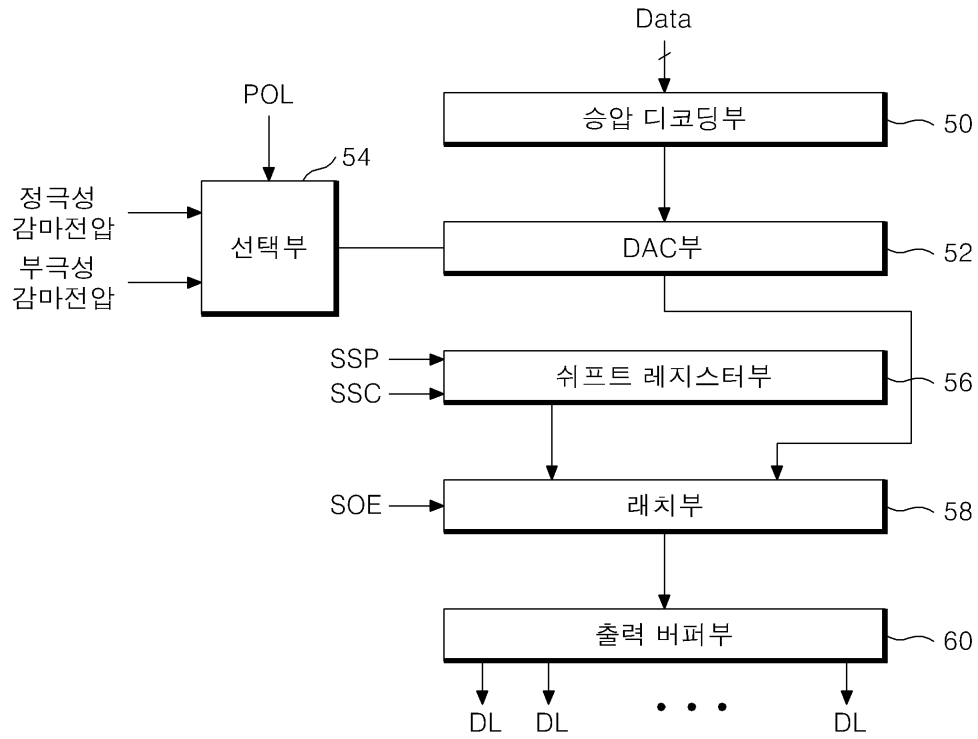 Data
승압 디코딩부
50
POL
54
정극성
감마전압
부극성
감마전압
선택부
DAC부
52
SSP
SSC
쉬프트 레지스터부
56
SOE
래치부
58
출력 버퍼부
60
DL
DL
DL